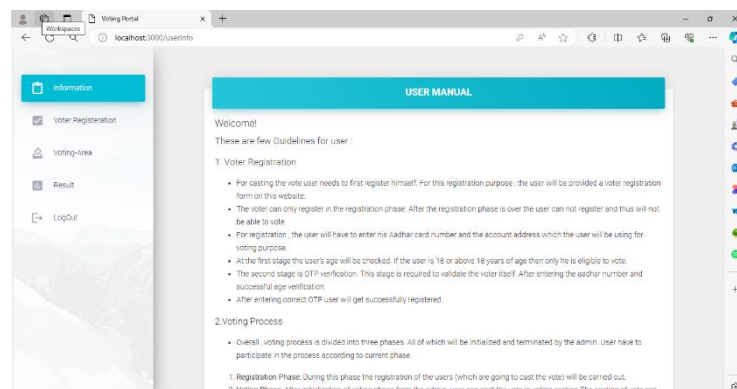 Voting Portal
Workspaces
localhost:3000/userInfo
Information
Voter Registeration
Voting-Area
Result
LogOut
USER MANUAL
Welcome!
These are few Guidelines for user :
1. Voter Registration
For casting the vote user needs to first register himself. For this registration purpose , the user will be provided a voter registration
form on this website.
The voter can only register in the registration phase. After the registration phase is over the user can not register and thus will not
be able to vote.
For registration , the user will have to enter his Aadhar card number and the account address which the user will be using for
voting purpose.
At the first stage the user's age will be checked. If the user is 18 or above 18 years of age then only he is eligible to vote.
The second stage is OTP verification. This stage is required to validate the voter itself. After entering the aadhar number and
successful age verification.
After entering correct OTP user will get successfully registered.
2.Voting Process
Overall , voting process is divided into three phases. All of which will be initialized and terminated by the admin. User have to
participate in the process according to current phase.
1. Registration Phase: During this phase the registration of the users (which are going to cast the vote) will be carried out.